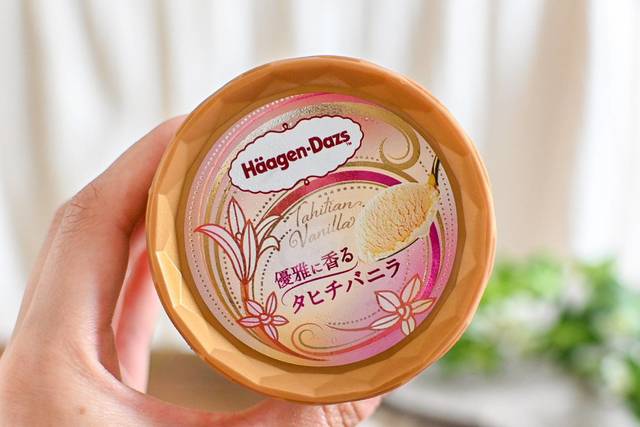 Häagen-Dazs
Tahitian
Vanilla
優雅に香る
タヒチバニラ